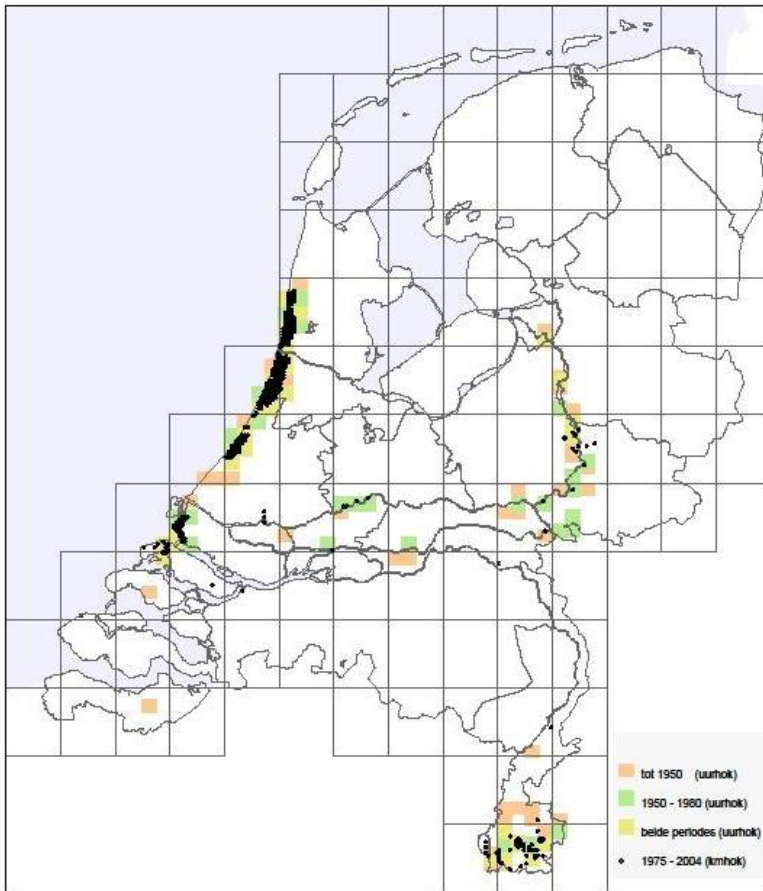 tot 1950 (uurhok)
1950 - 1980 (uurhok)
beide periodes (uurhok)
1975 - 2004 (kmhok)